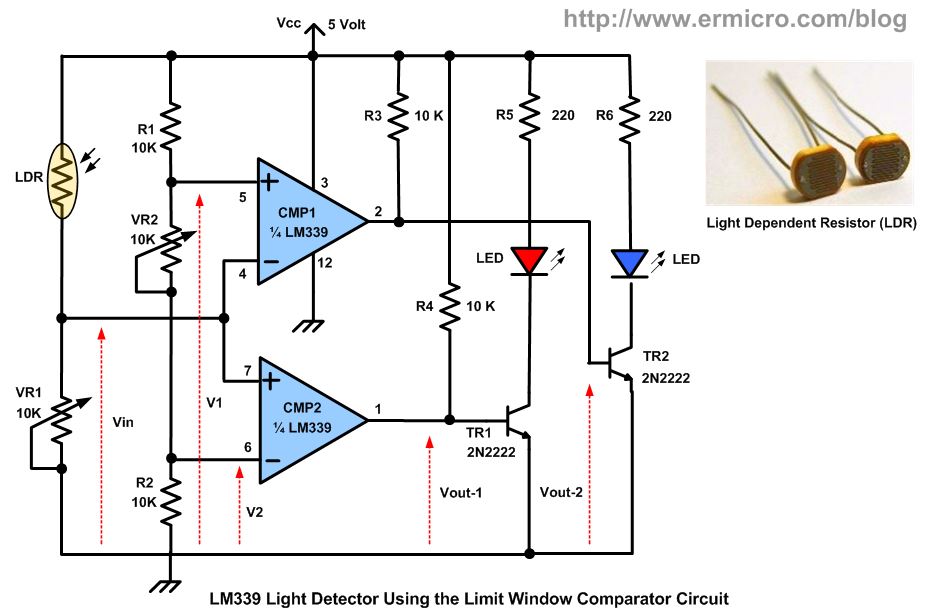 http://www.ermicro.com/blog
Vcc 5 Volt
R1
10K
R3 10 K
R5 220
R6 220
LDR
VR2
10K
+
5
CMP1
¼ LM339
3
2
−
4
12
LED
LED
Light Dependent Resistor (LDR)
R4 10 K
TR2
2N2222
VR1
10K
Vin
V1
7
+
CMP2
¼ LM339
1
6
−
TR1
2N2222
R2
10K
V2
Vout-1
Vout-2
LM339 Light Detector Using the Limit Window Comparator Circuit